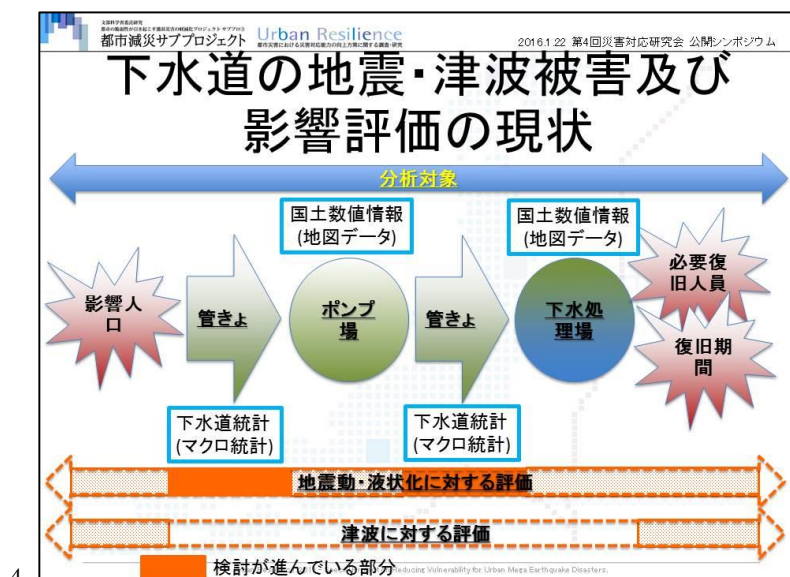 文部科学省委託研究
都市の脆弱性が引き起こす激甚災害の軽減化プロジェクト サブプロ③
都市減災サブプロジェクト
Urban Resilience
都市災害における災害対応能力の向上方策に関する調査・研究
2016.1.22 第4回災害対応研究会 公開シンポジウム
下水道の地震・津波被害及び
影響評価の現状
分析対象
国土数値情報
(地図データ)
国土数値情報
(地図データ)
影響人
口
管きょ
ポンプ
場
管きょ
下水処
理場
必要復
旧人員
復旧期
間
下水道統計
(マクロ統計)
下水道統計
(マクロ統計)
地震動・液状化に対する評価
津波に対する評価
検討が進んでいる部分
Reducing Vulnerability for Urban Mega Earthquake Disasters.
4